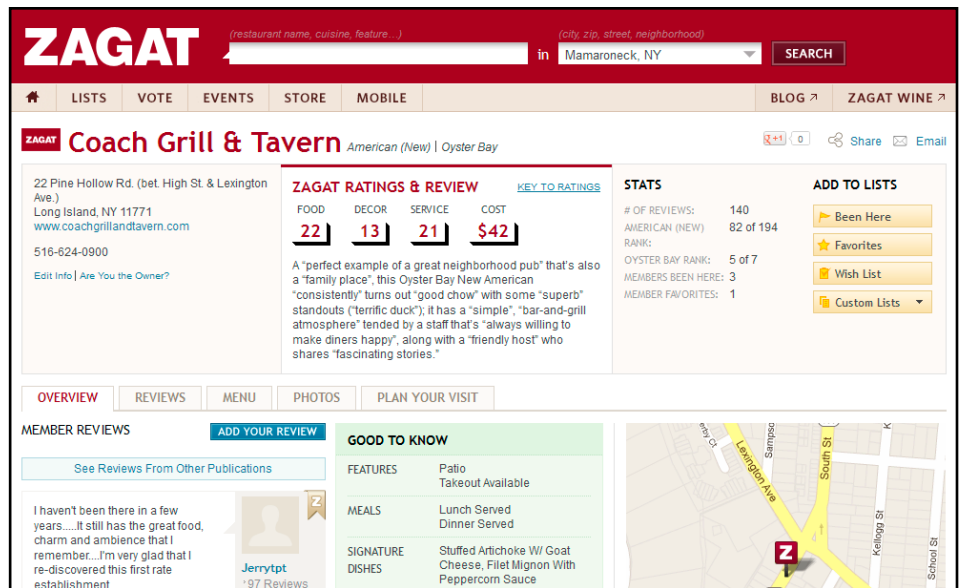 ZAGAT
(restaurant name, cuisine, feature...)
(city, zip, street, neighborhood)
in
Mamaroneck, NY
SEARCH
LISTS
VOTE
EVENTS
STORE
MOBILE
BLOG
ZAGAT WINE
ZAGAT
Coach Grill & Tavern American (New) | Oyster Bay
+1
0
Share
Email
22 Pine Hollow Rd. (bet. High St. & Lexington
Ave.)
Long Island, NY 11771
www.coachgrillandtavern.com
516-624-0900
Edit Info | Are You the Owner?
ZAGAT RATINGS & REVIEW
KEY TO RATINGS
FOOD DECOR SERVICE COST
22 13 21 $42
A "perfect example of a great neighborhood pub" that's also
a "family place", this Oyster Bay New American
"consistently" turns out "good chow" with some "superb"
standouts ("terrific duck"); it has a "simple", "bar-and-grill
atmosphere" tended by a staff that's "always willing to
make diners happy", along with a "friendly host" who
shares "fascinating stories."
STATS
# OF REVIEWS: 140
AMERICAN (NEW) 82 of 194
RANK:
OYSTER BAY RANK: 5 of 7
MEMBERS BEEN HERE: 3
MEMBER FAVORITES: 1
ADD TO LISTS
Been Here
Favorites
Wish List
Custom Lists
OVERVIEW
REVIEWS
MENU
PHOTOS
PLAN YOUR VISIT
MEMBER REVIEWS
ADD YOUR REVIEW
See Reviews From Other Publications
I haven't been there in a few
years.....It still has the great food,
charm and ambience that I
remember....I'm very glad that I
re-discovered this first rate
establishment
Z
Jerrytpt
97 Reviews
GOOD TO KNOW
FEATURES Patio
Takeout Available
MEALS Lunch Served
Dinner Served
SIGNATURE Stuffed Artichoke W/ Goat
DISHES Cheese, Filet Mignon With
Peppercorn Sauce
Ct
Lexington Ave
South St
Kellogg St
School St
Z